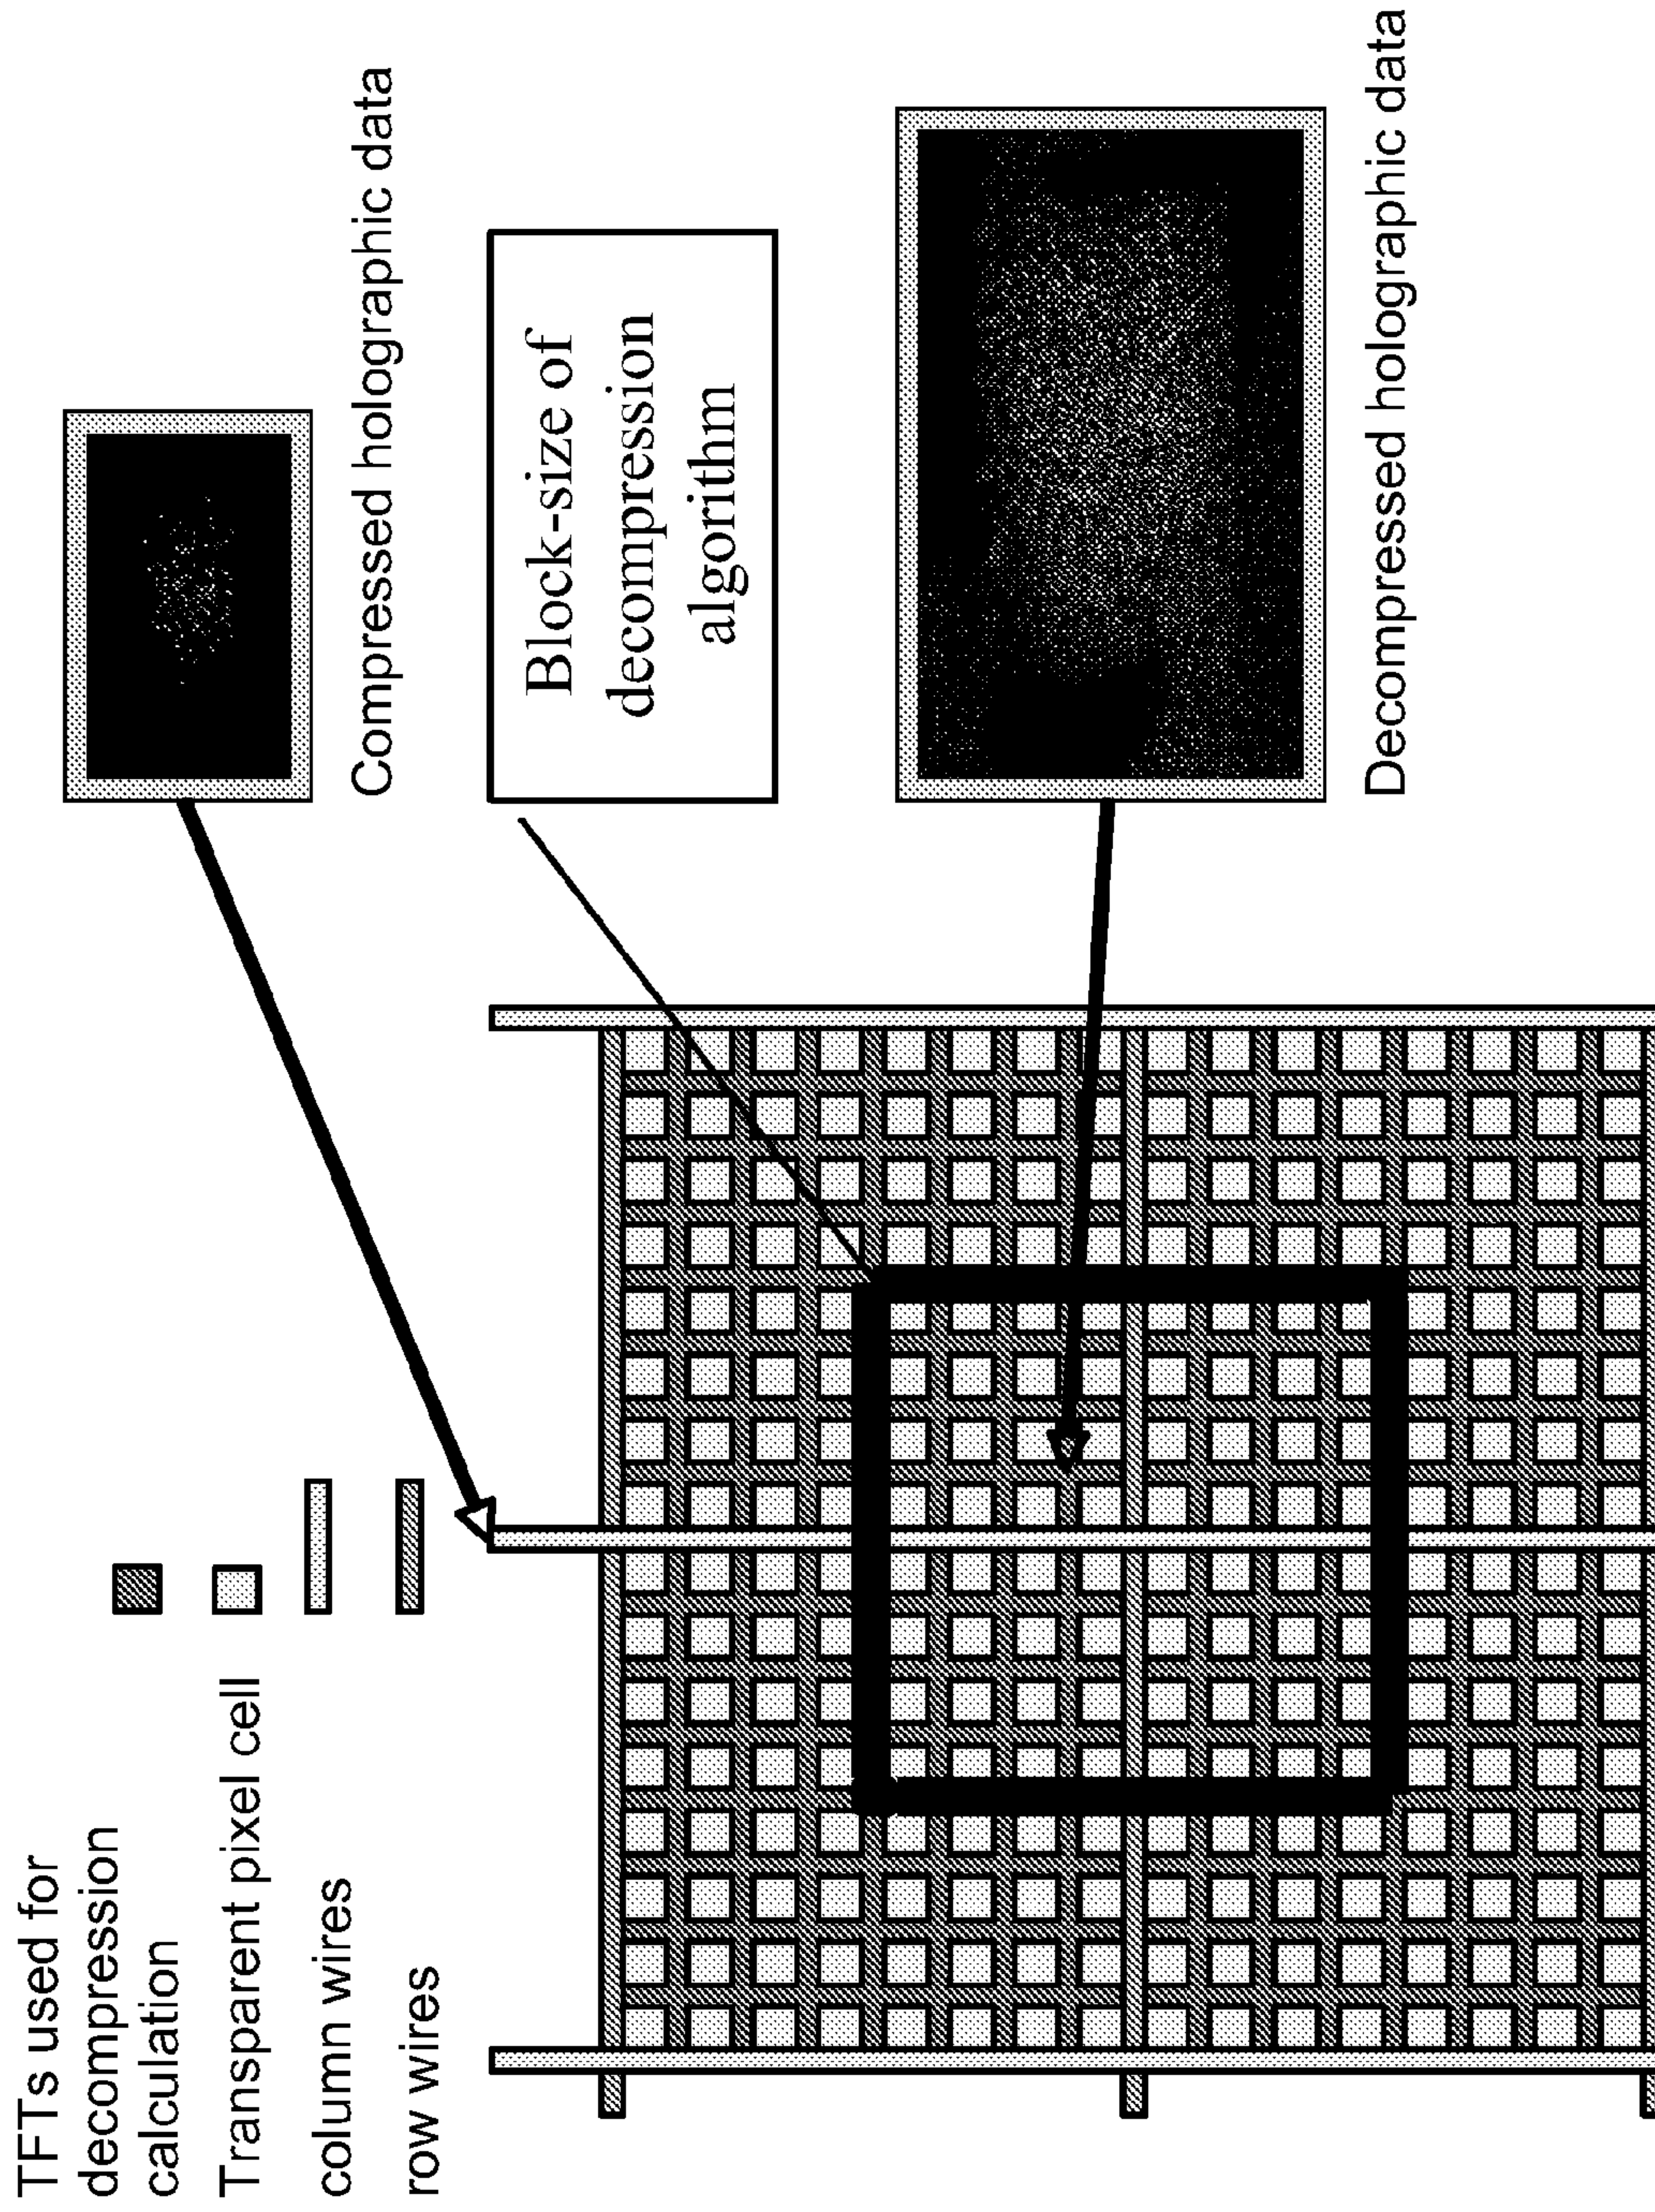 TFTs used for
decompression
calculation
Transparent pixel cell
column wires
row wires
Compressed holographic data
Block-size of
decompression
algorithm
Decompressed holographic data